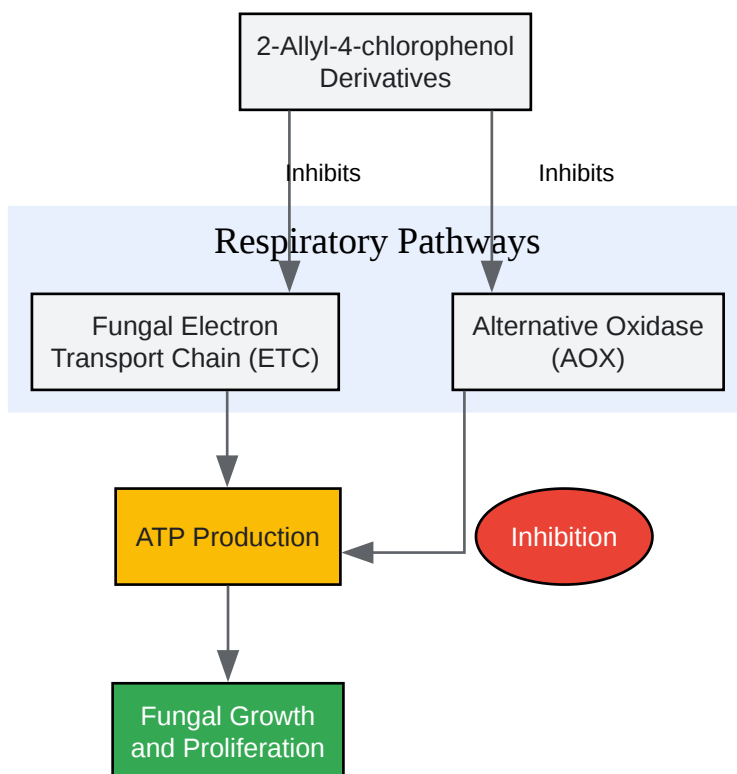 2-Allyl-4-chlorophenol
Derivatives
Inhibits
Inhibits
Respiratory Pathways
Fungal Electron
Transport Chain (ETC)
Alternative Oxidase
(AOX)
ATP Production
Inhibition
Fungal Growth
and Proliferation